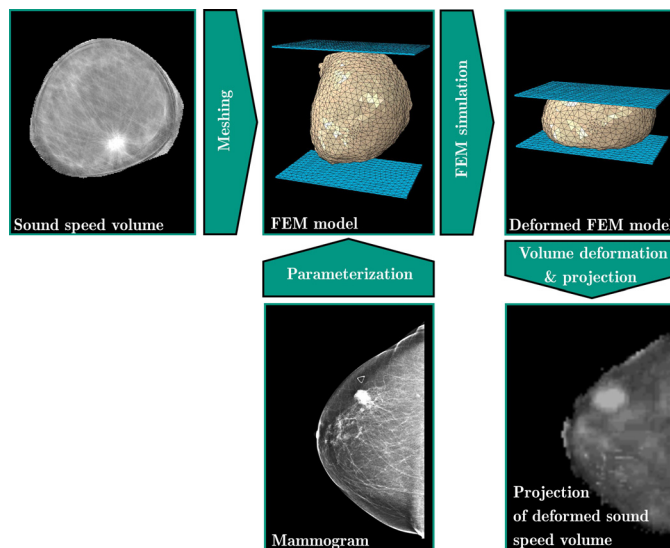 Sound speed volume
Meshing
FEM model
FEM simulation
Deformed FEM model
Parameterization
Volume deformation
& projection
Mammogram
Projection
of deformed sound
speed volume